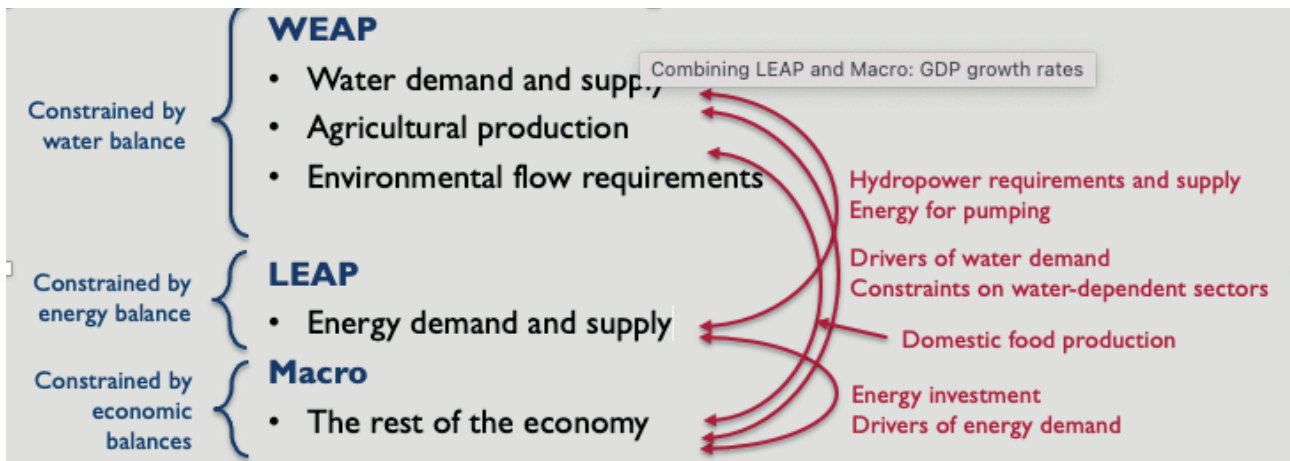 WEAP
• Water demand and supply
Combining LEAP and Macro: GDP growth rates
• Agricultural production
• Environmental flow requirements
Constrained by
water balance
Hydropower requirements and supply
Energy for pumping
Drivers of water demand
Constraints on water-dependent sectors
LEAP
• Energy demand and supply
Constrained by
energy balance
Domestic food production
Macro
• The rest of the economy
Constrained by
economic
balances
Energy investment
Drivers of energy demand